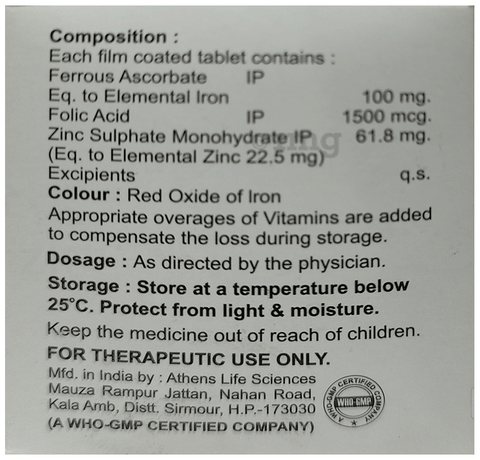 Composition :
Each film coated tablet contains :
Ferrous Ascorbate IP
Eq. to Elemental Iron 100 mg.
Folic Acid IP 1500 mcg.
Zinc Sulphate Monohydrate IP 61.8 mg.
(Eq. to Elemental Zinc 22.5 mg)
Excipients q.s.
Colour : Red Oxide of Iron
Appropriate overages of Vitamins are added
to compensate the loss during storage.
Dosage : As directed by the physician.
Storage : Store at a temperature below
25°C. Protect from light & moisture.
Keep the medicine out of reach of children.
FOR THERAPEUTIC USE ONLY.
Mfd. in India by : Athens Life Sciences
Mauza Rampur Jattan, Nahan Road,
Kala Amb, Distt. Sirmour, H.P.-173030
(A WHO-GMP CERTIFIED COMPANY)
A WHO-GMP CERTIFIED COMPANY
WHO-GMP